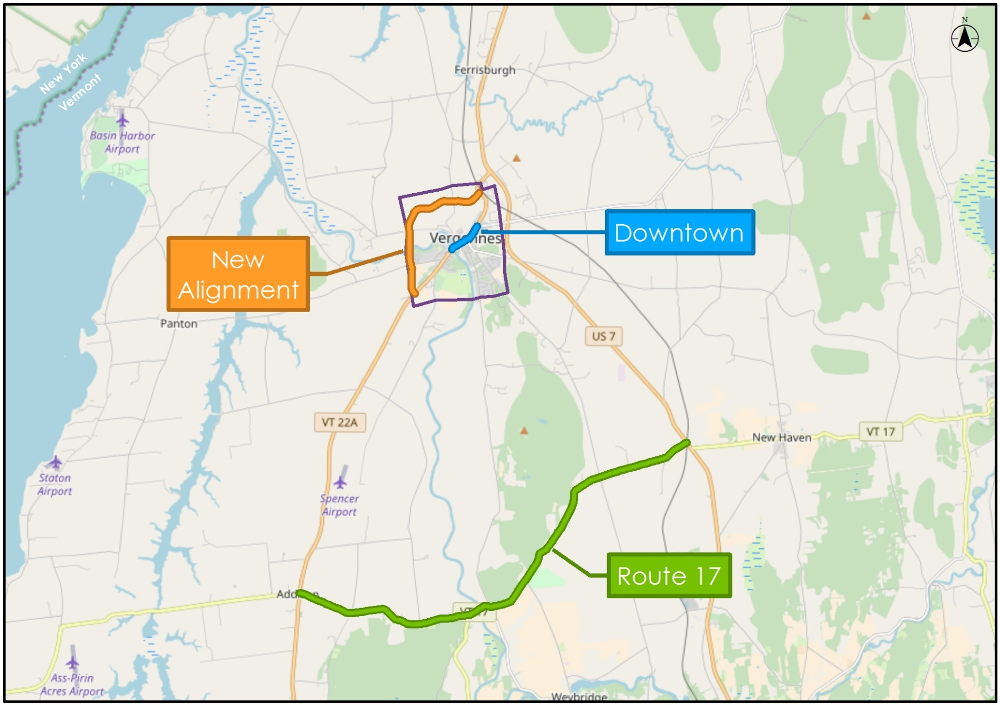 N
New York
Vermont
Ferrisburgh
Basin Harbor
Airport
Downtown
New
Alignment
Panton
US 7
VT 22A
New Haven
VT 17
Staton
Airport
Spencer
Airport
Route 17
Ass-Pirin
Acres Airport
Weybridge